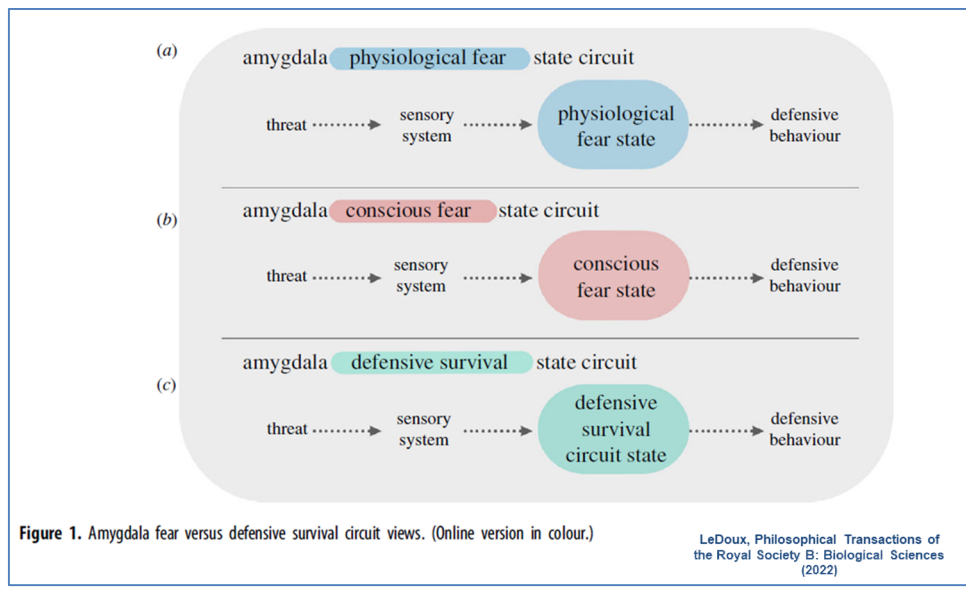 (a)
amygdala physiological fear state circuit
threat
sensory
system
physiological
fear state
defensive
behaviour
(b)
amygdala conscious fear state circuit
threat
sensory
system
conscious
fear state
defensive
behaviour
(c)
amygdala defensive survival state circuit
threat
sensory
system
defensive
survival
circuit state
defensive
behaviour
Figure 1. Amygdala fear versus defensive survival circuit views. (Online version in colour.)
LeDoux, Philosophical Transactions of
the Royal Society B: Biological Sciences
(2022)